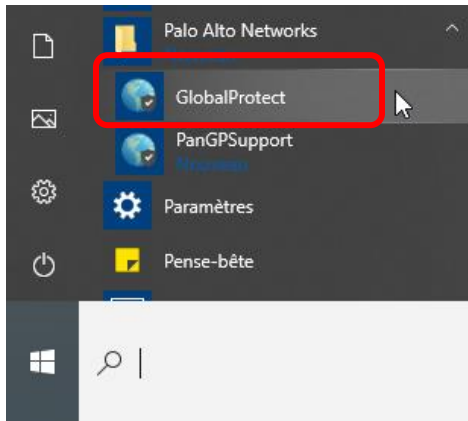 Palo Alto Networks
GlobalProtect
PanGPSupport
Nouveau
Paramètres
Pense-bête